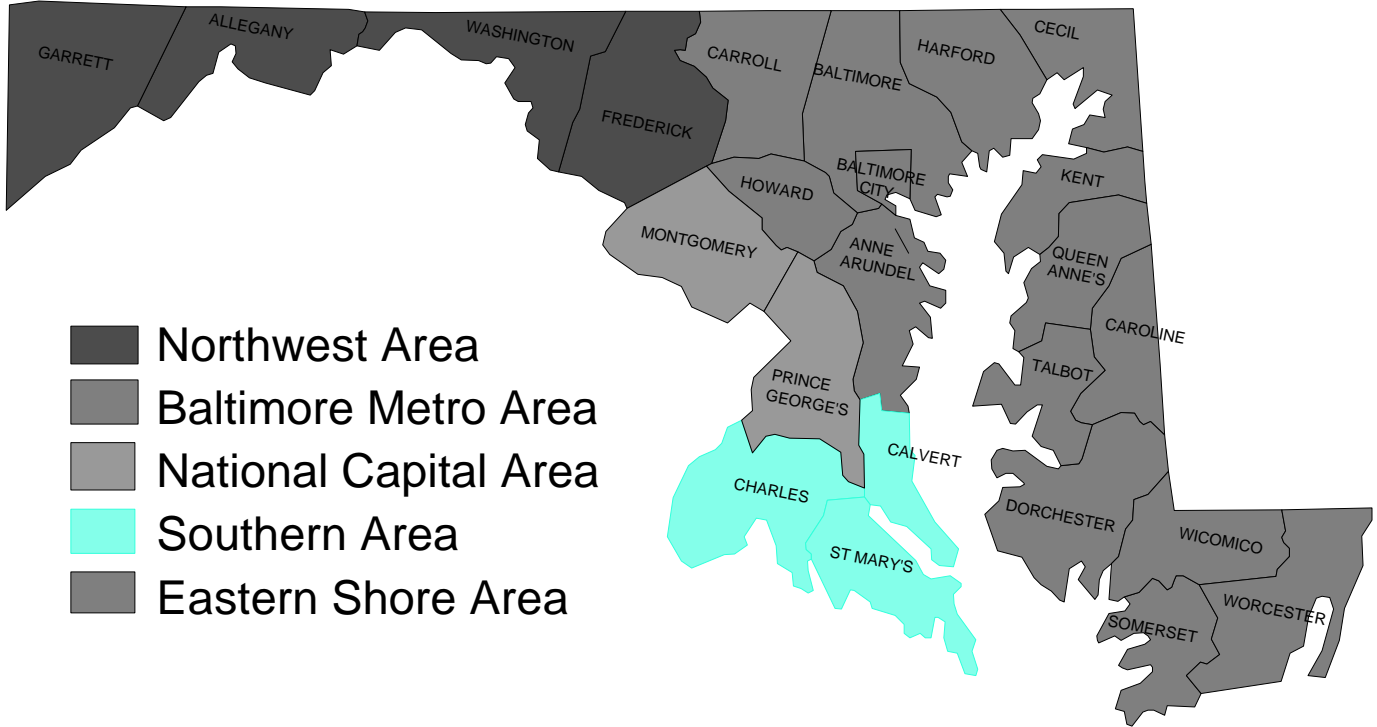 GARRETT
ALLEGANY
WASHINGTON
FREDERICK
CARROLL
BALTIMORE
HARFORD
CECIL
BALTIMORE
CITY
HOWARD
KENT
MONTGOMERY
ANNE
ARUNDEL
QUEEN
ANNE'S
CAROLINE
TALBOT
PRINCE
GEORGE'S
CALVERT
CHARLES
ST MARY'S
DORCHESTER
WICOMICO
WORCESTER
SOMERSET
Northwest Area
Baltimore Metro Area
National Capital Area
Southern Area
Eastern Shore Area